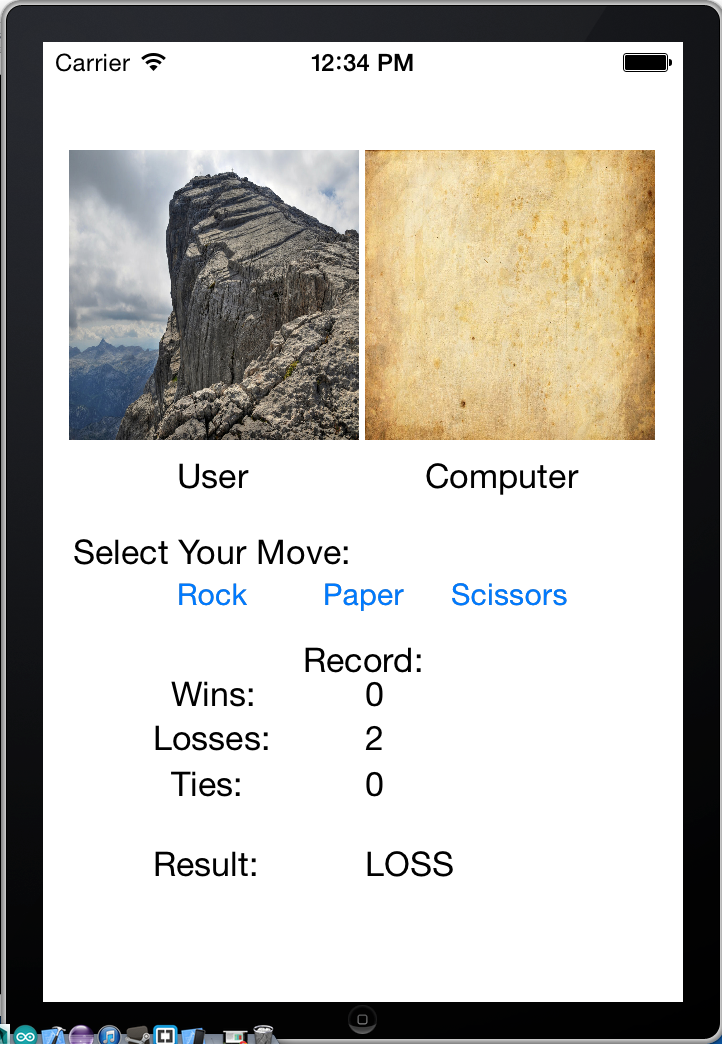 Carrier 12:34 PM
User Computer
Select Your Move:
Rock Paper Scissors
Record:
Wins: 0
Losses: 2
Ties: 0
Result: LOSS